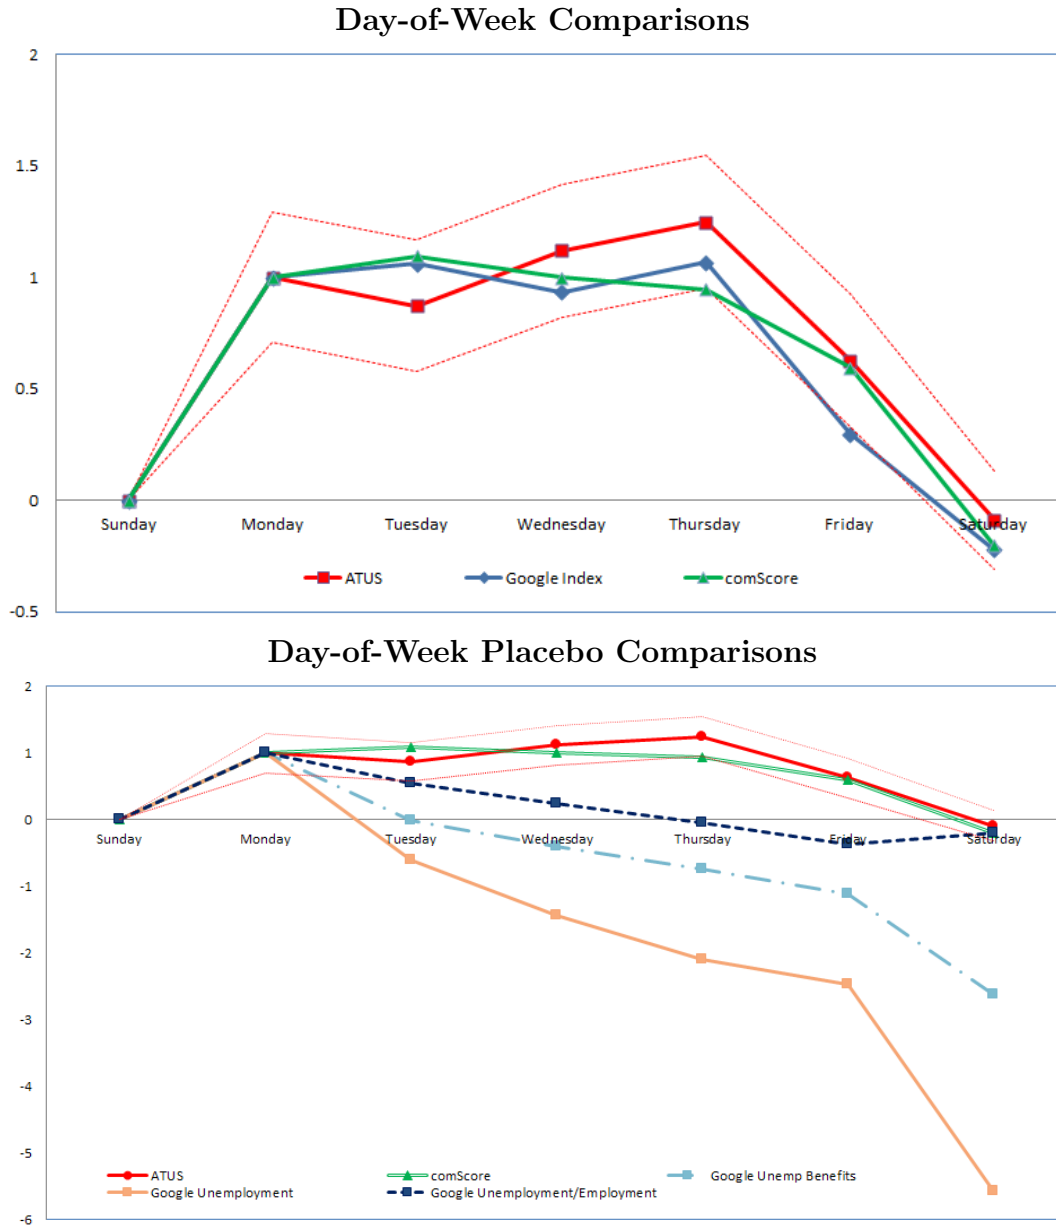 Day-of-Week Comparisons
2
1.5
1
0.5
0
Sunday Monday Tuesday Wednesday Thursday Friday Saturday
ATUS Google Index comScore
-0.5
Day-of-Week Placebo Comparisons
2
1
0
Sunday Monday Tuesday Wednesday Thursday Friday Saturday
-1
-2
-3
-4
-5
ATUS comScore Google Unemp Benefits
Google Unemployment Google Unemployment/Employment
-6